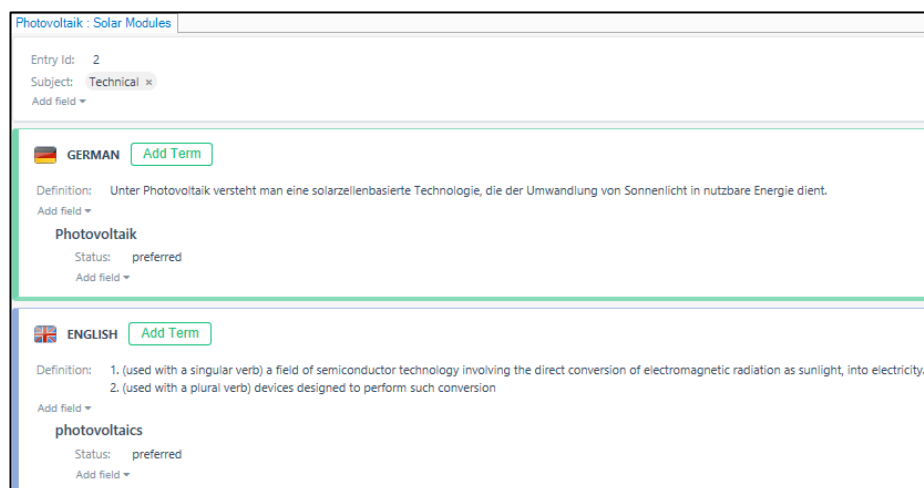 Photovoltaik : Solar Modules
Entry Id: 2
Subject: Technical ×
Add field
GERMAN Add Term
Definition: Unter Photovoltaik versteht man eine solarzellenbasierte Technologie, die der Umwandlung von Sonnenlicht in nutzbare Energie dient.
Add field
Photovoltaik
Status: preferred
Add field
ENGLISH Add Term
Definition: 1. (used with a singular verb) a field of semiconductor technology involving the direct conversion of electromagnetic radiation as sunlight, into electricity.
2. (used with a plural verb) devices designed to perform such conversion
Add field
photovoltaics
Status: preferred
Add field